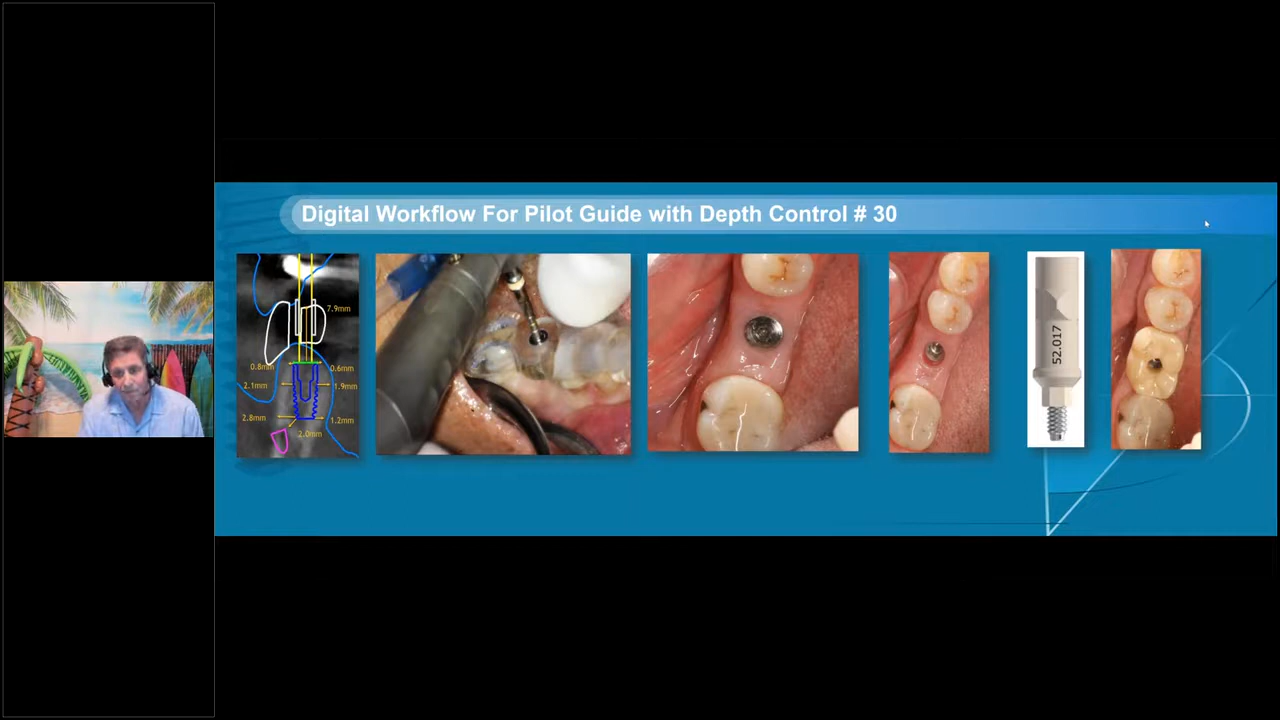 Digital Workflow For Pilot Guide with Depth Control # 30
7.9mm
0.8mm
0.6mm
2.1mm
1.9mm
2.8mm
1.2mm
2.0mm
52.017